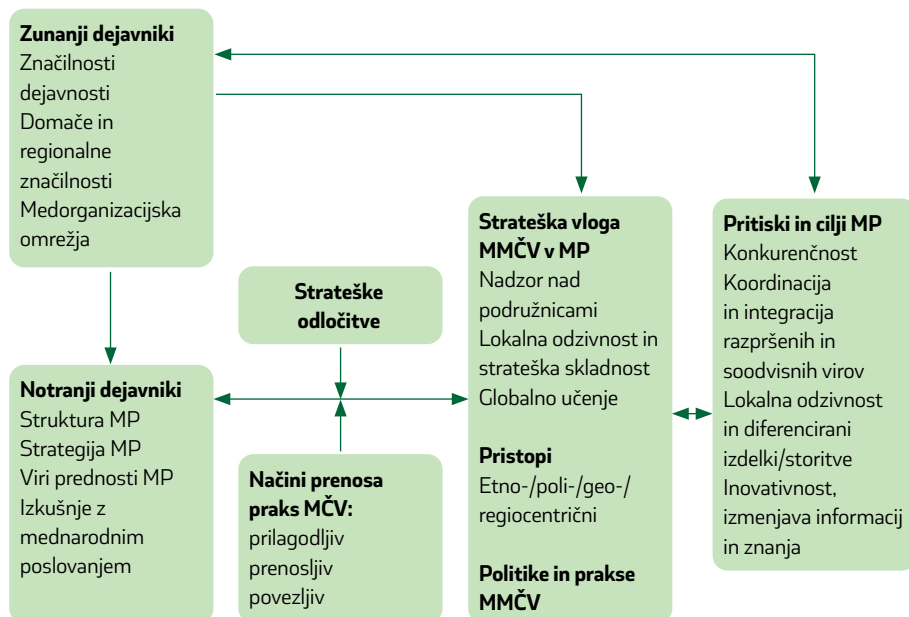 Zunanji dejavniki
Značilnosti
dejavnosti
Domače in
regionalne
značilnosti
Medorganizacijska
omrežja
Strateške
odločitve
Notranji dejavniki
Struktura MP
Strategija MP
Viri prednosti MP
Izkušnje z
mednarodnim
poslovanjem
Načini prenosa
praks MČV:
prilagodljiv
prenosljiv
povezljiv
Strateška vloga
MMČV v MP
Nadzor nad
podružnicami
Lokalna odzivnost in
strateška skladnost
Globalno učenje
Pristopi
Etno-/poli-/geo-/
regiocentrični
Politike in prakse
MMČV
Pritiski in cilji MP
Konkurenčnost
Koordinacija
in integracija
razpršenih in
soodvisnih virov
Lokalna odzivnost
in diferencirani
izdelki/storitve
Inovativnost,
izmenjava informacij
in znanja